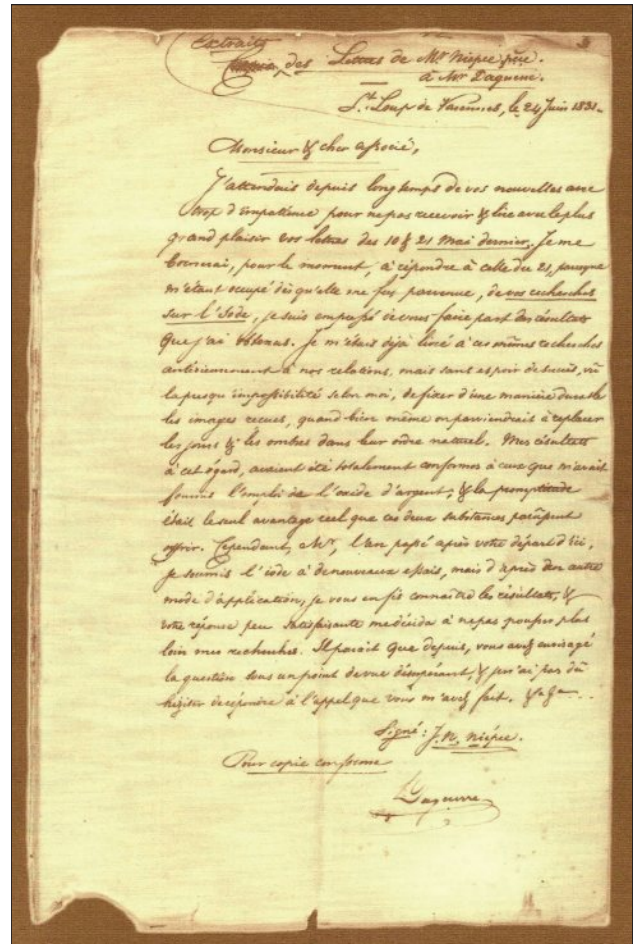 Extraits
des Lettres de Mr Niépce père.
à Mr Daguerre.
St Loup de Varennes, le 24 Juin 1831.
Monsieur & cher associé,
J'attendais depuis long temps de vos nouvelles avec
trop d'impatience pour ne pas recevoir & lire avec le plus
grand plaisir vos lettres des 10 & 21 Mai dernier. Je me
bornerai, pour le moment, à répondre à celle du 21, parceque
m'étant occupé dès qu'elle me fut parvenue, de vos recherches
sur l'Iode, je suis empressé de vous faire part des résultats
que j'ai obtenus. Je m'étais déjà livré à ces mêmes recherches
antérieurement à nos relations, mais sans espoir de succès, vu
la presqu'impossibilité selon moi, de fixer d'une manière durable
les images reçues, quand bien même on parviendrait à replacer
les jours & les ombres dans leur ordre naturel. Mes résultats
à cet égard, avaient été totalement conformes à ceux que m'avait
fournis l'emploi de l'oxide d'argent; & la promptitude
était le seul avantage réel que ces deux substances parussent
offrir. Cependant, Mr, l'an passé après votre départ d'ici,
je soumis l'iode à de nouveaux essais, mais d'après un autre
mode d'application; je vous en fis connaître les résultats, &
votre réponse peu satisfaisante me décida à ne pas pousser plus
loin mes recherches. Il paraît que depuis, vous avez envisagé
la question sous un point de vue désespérant, & je n'ai pas dû
hésiter de répondre à l'appel que vous m'avez fait. &a &a ...
Signé: J. N. Niépce.
Pour copie conforme
Daguerre